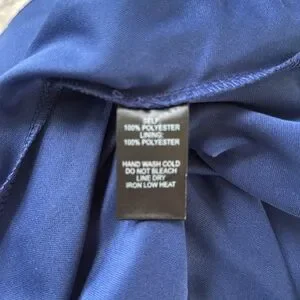 SELF
100% POLYESTER
LINING:
100% POLYESTER
HAND WASH COLD
DO NOT BLEACH
LINE DRY
IRON LOW HEAT